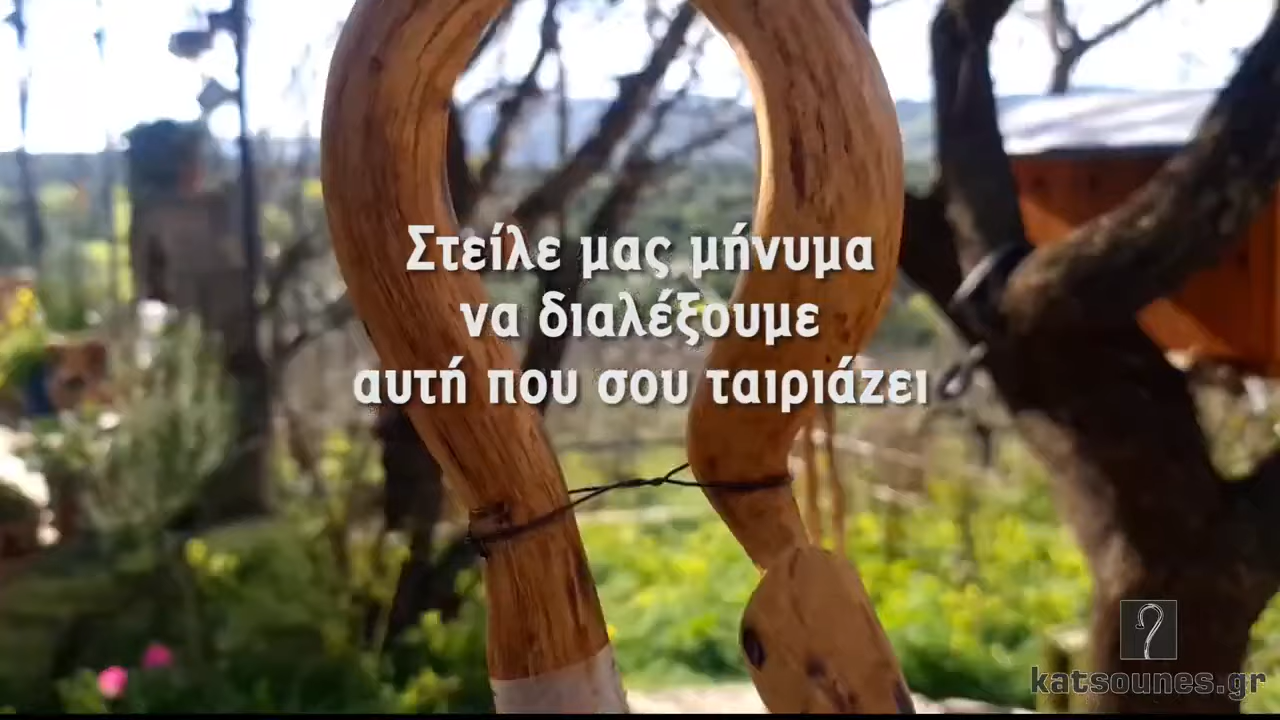 Στείλε μας μήνυμα
να διαλέξουμε
αυτή που σου ταιριάζει
katsounes.gr